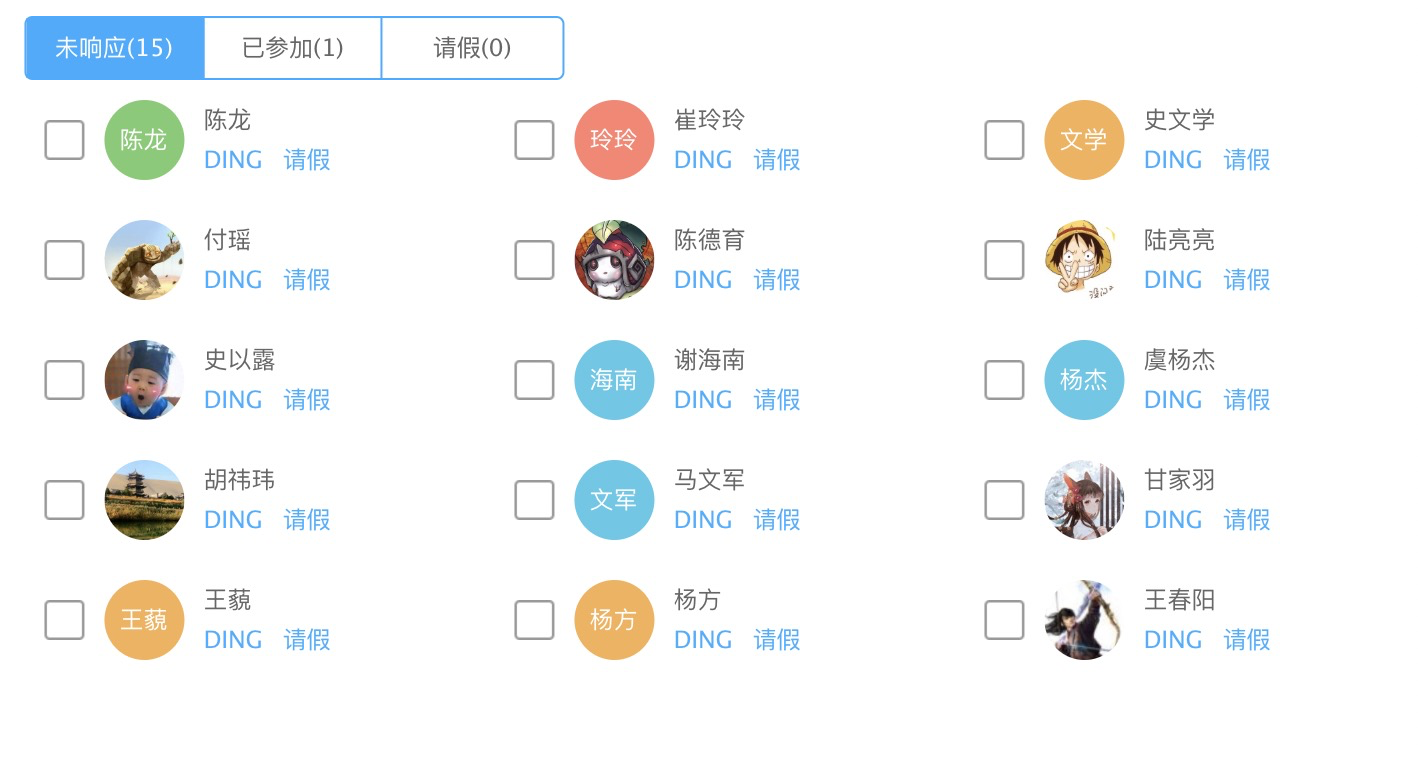 未响应(15) 已参加(1) 请假(0)
陈龙 陈龙 DING 请假
玲玲 崔玲玲 DING 请假
文学 史文学 DING 请假
付瑶 DING 请假
陈德育 DING 请假
陆亮亮 DING 请假
史以露 DING 请假
海南 谢海南 DING 请假
杨杰 虞杨杰 DING 请假
胡祎玮 DING 请假
文军 马文军 DING 请假
甘家羽 DING 请假
王藐 王藐 DING 请假
杨方 杨方 DING 请假
王春阳 DING 请假